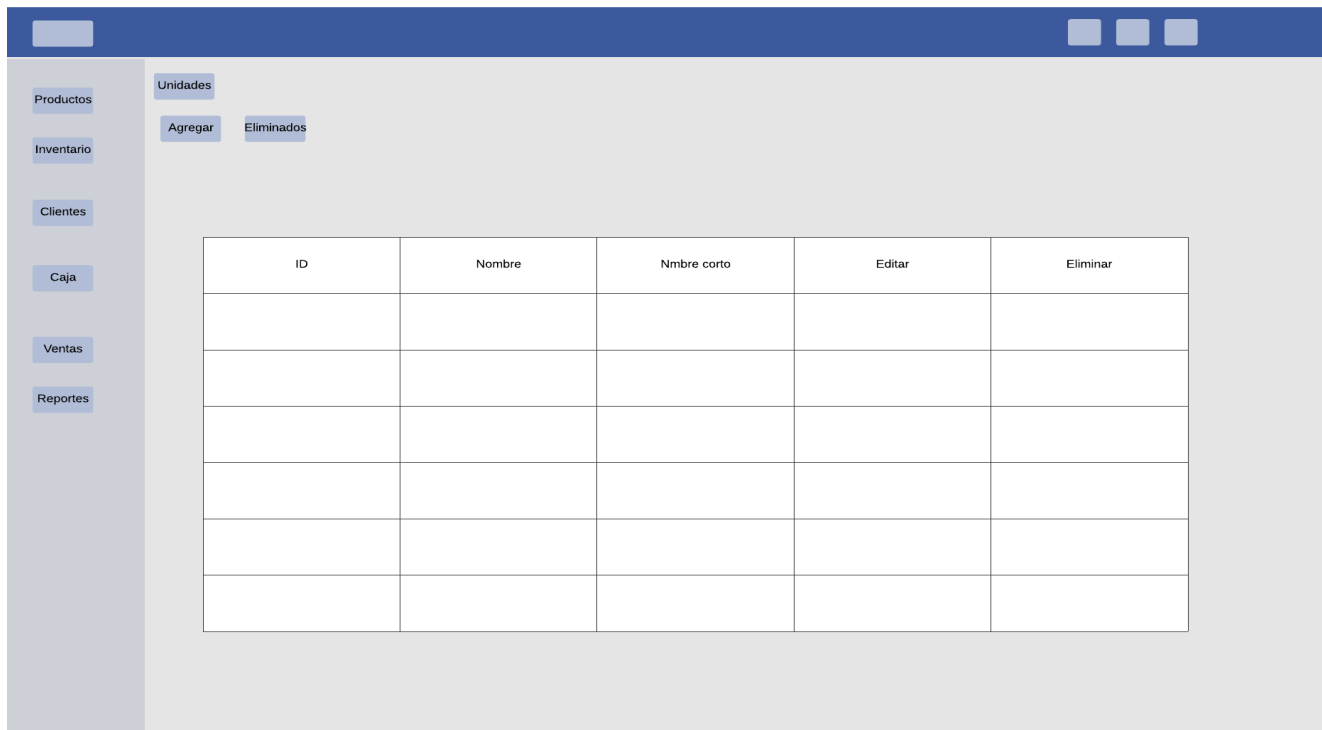 Productos
Inventario
Clientes
Caja
Ventas
Reportes
Unidades
Agregar Eliminados
ID Nombre Nmbre corto Editar Eliminar